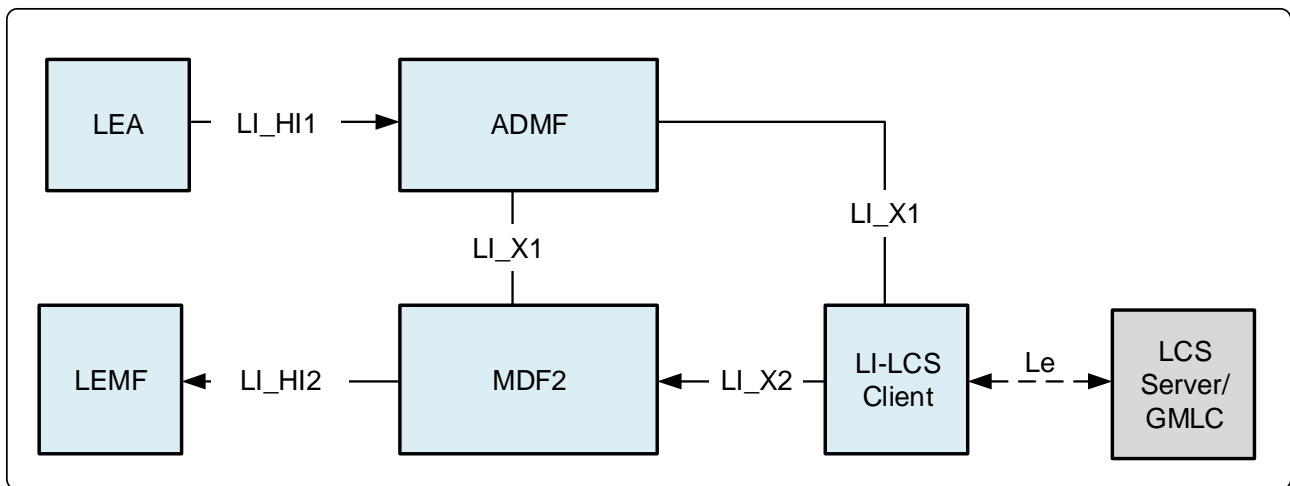 LEA
LI_HI1
ADMF
LI_X1
LI_X1
LEMF
LI_HI2
MDF2
LI_X2
LI-LCS
Client
Le
LCS
Server/
GMLC